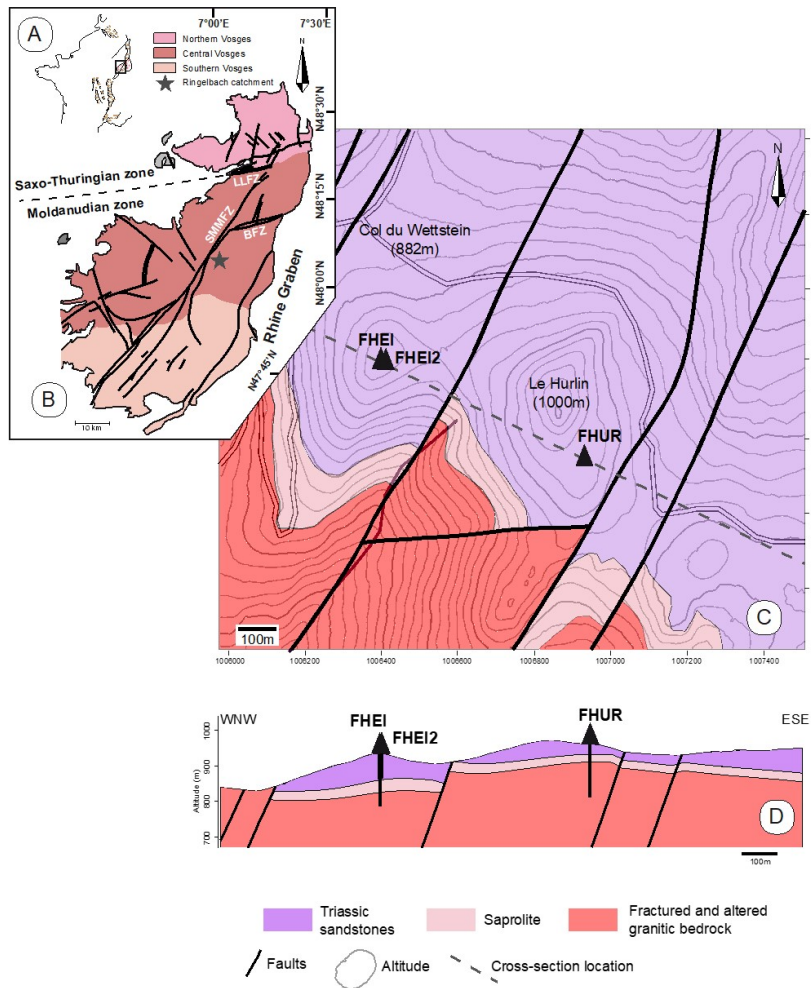 A
7°00'E
7°30'E
Northern Vosges
Central Vosges
Southern Vosges
Ringelbach catchment
N
N48°30'N
Saxo-Thuringian zone
Moldanudian zone
LLFZ
SMMFZ
BFZ
N48°15'N
N48°00'N
N47°45'N
Rhine Graben
B
10 km
N
Col du Wettstein
(882m)
FHEI
FHEI2
Le Hurlin
(1000m)
FHUR
C
100m
1006000
1006200
1006400
1006600
1006800
1007000
1007200
1007400
WNW
FHEI
FHEI2
FHUR
ESE
Altitude (m)
1000
900
800
700
D
100m
Triassic
sandstones
Saprolite
Fractured and altered
granitic bedrock
Faults
Altitude
Cross-section location